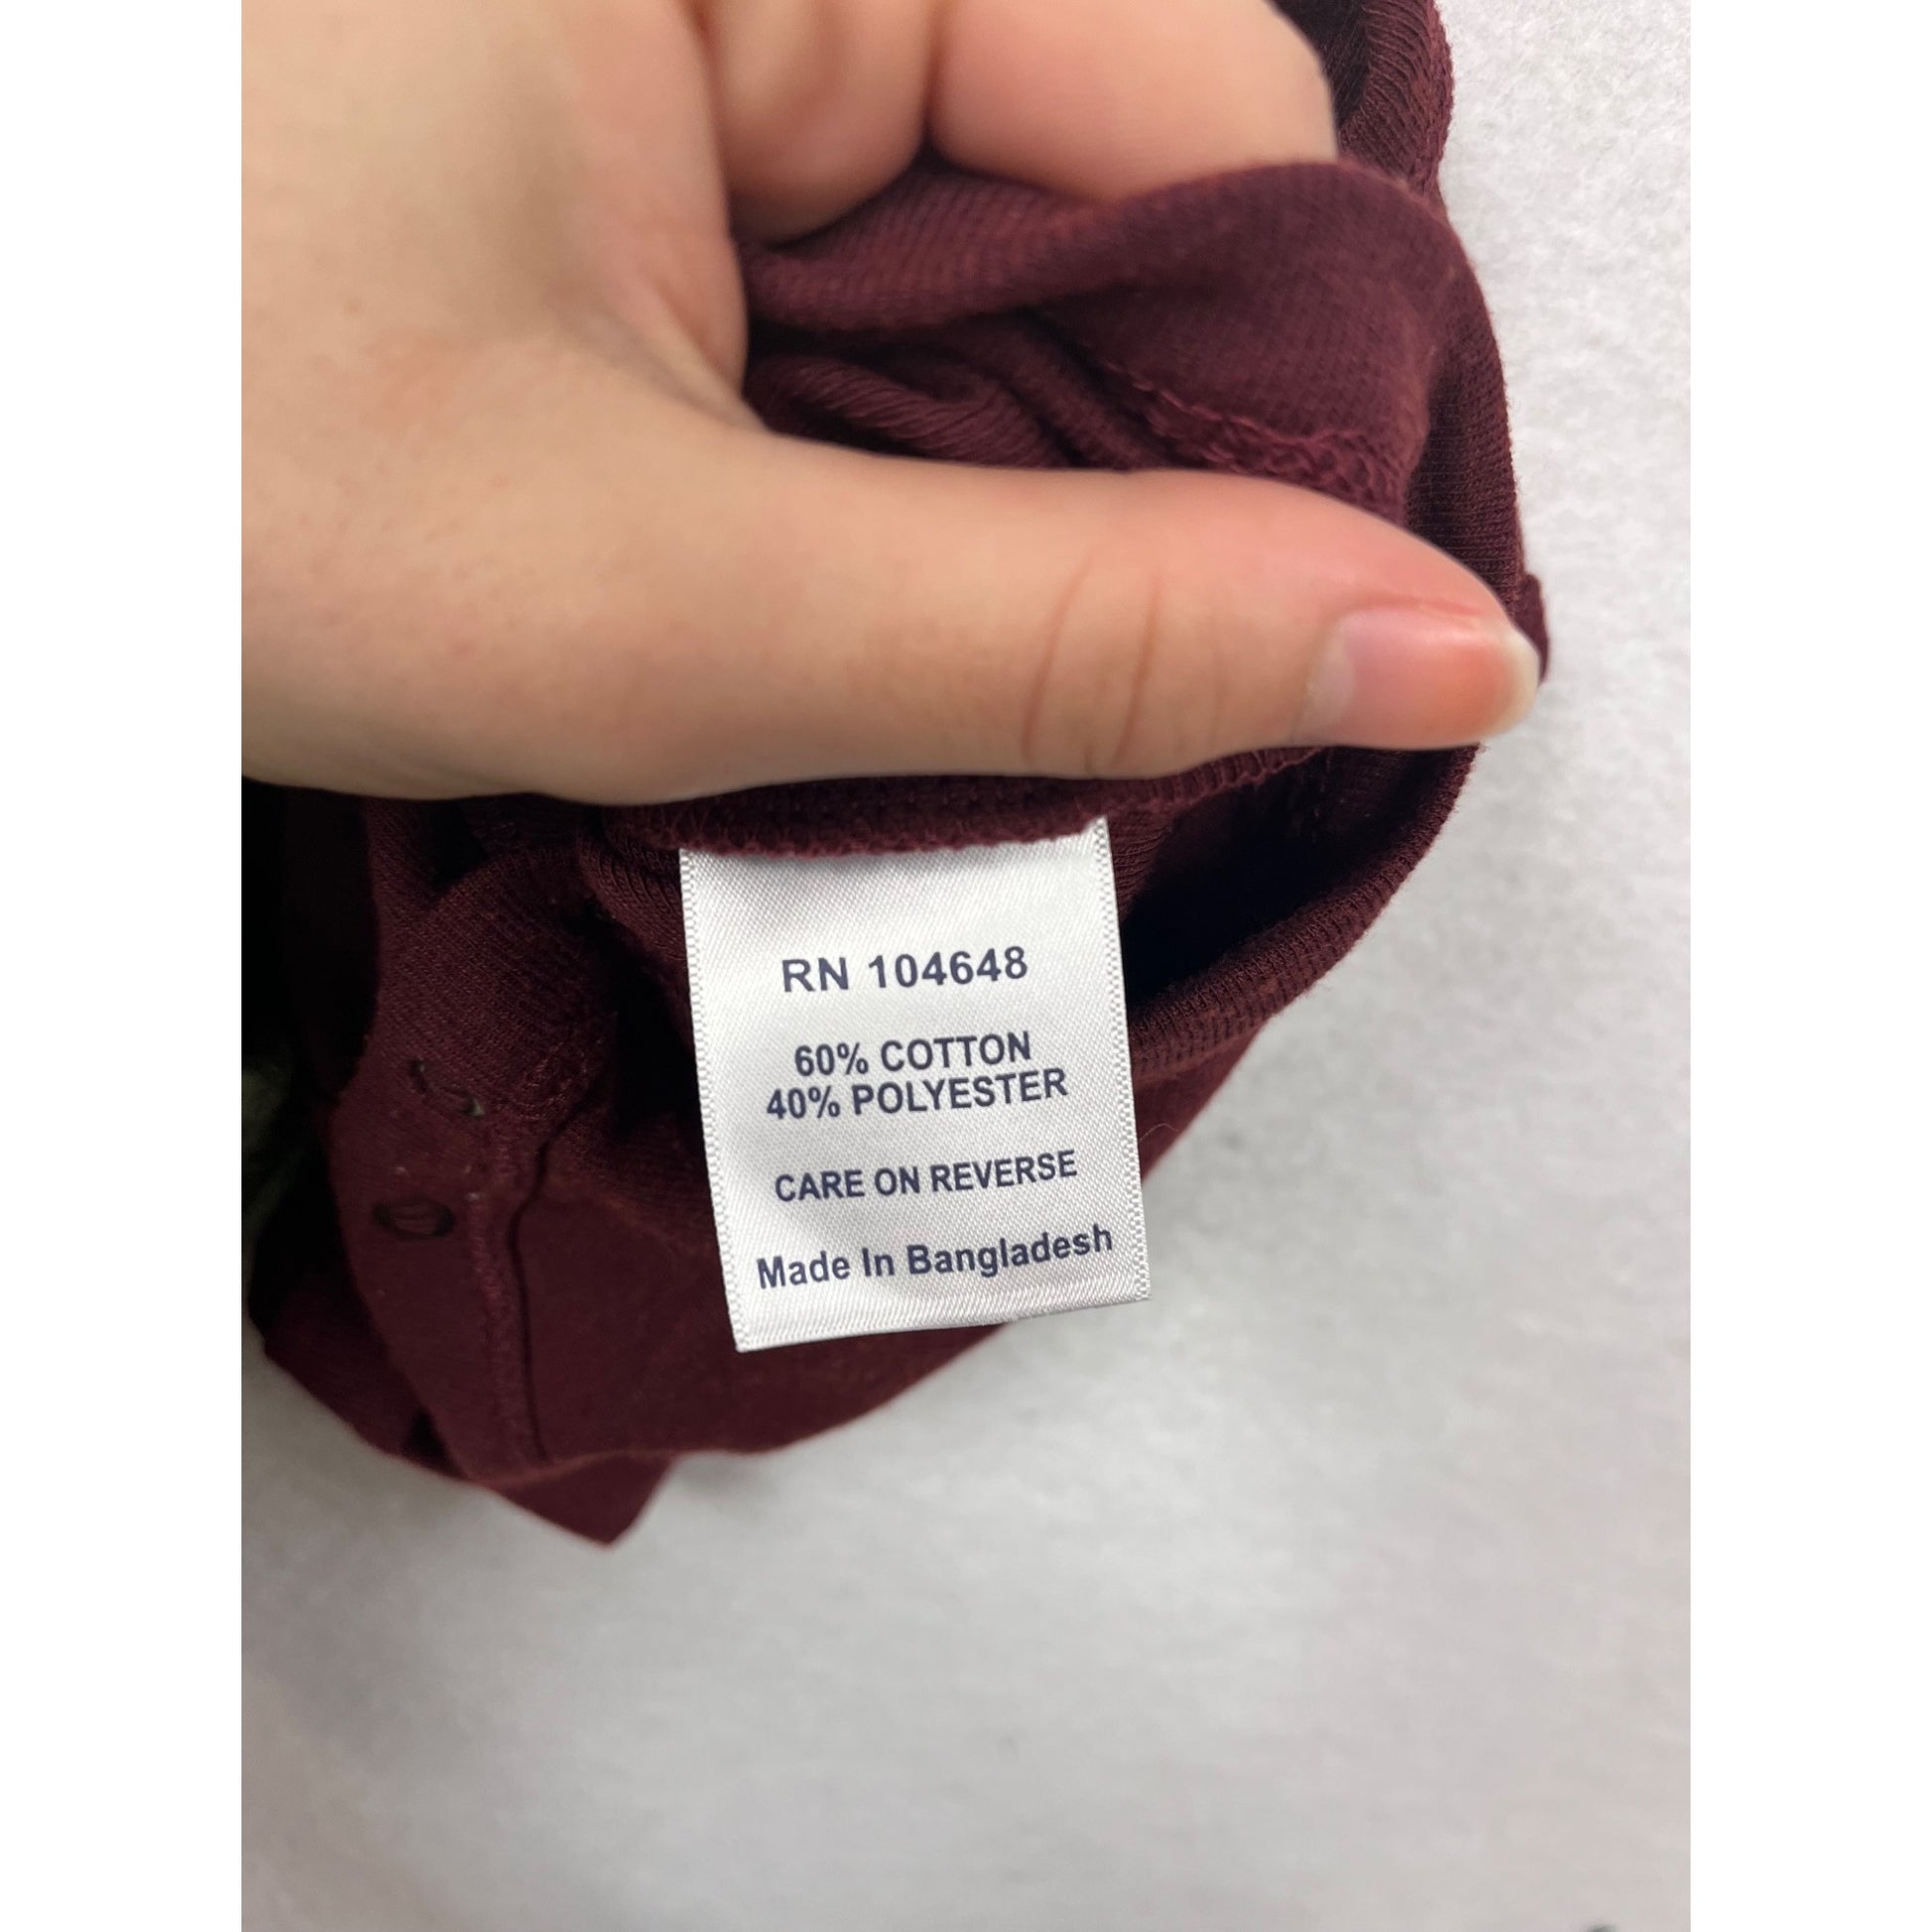 RN 104648
60% COTTON
40% POLYESTER
CARE ON REVERSE
Made In Bangladesh